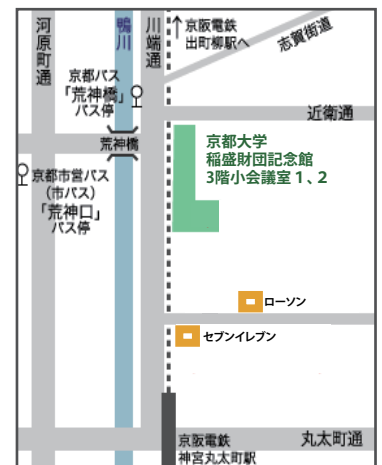 河原町通
鴨川
川端通
京阪電鉄
出町柳駅へ
志賀街道
京都バス
「荒神橋」
バス停
近衛通
荒神橋
京都大学
稲盛財団記念館
3階小会議室１、２
京都市営バス
（市バス）
「荒神口」
バス停
ローソン
セブンイレブン
京阪電鉄
神宮丸太町駅
丸太町通